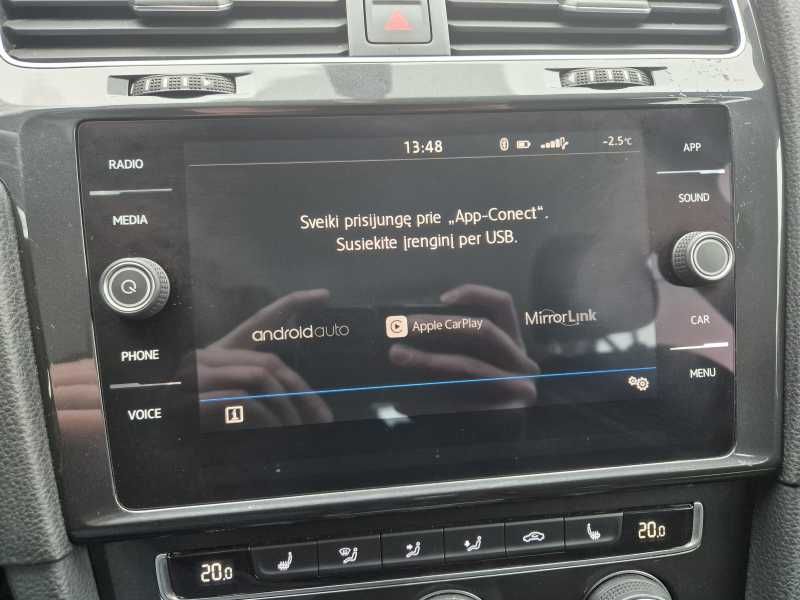 RADIO
MEDIA
PHONE
VOICE
13:48
-2.5°C
Sveiki prisijungę prie „App-Conect“.
Susiekite įrenginį per USB.
androidauto
Apple CarPlay
MirrorLink
APP
SOUND
CAR
MENU
20.0
20.0